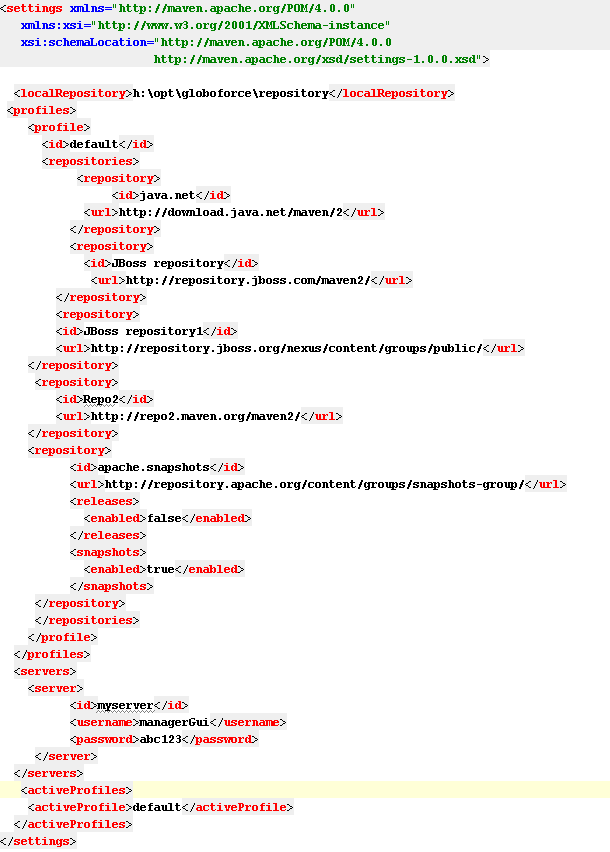 <settings xmlns="http://maven.apache.org/POM/4.0.0"
xmlns:xsi="http://www.w3.org/2001/XMLSchema-instance"
xsi:schemaLocation="http://maven.apache.org/POM/4.0.0
http://maven.apache.org/xsd/settings-1.0.0.xsd">
<localRepository>h:\opt\globoforce\repository</localRepository>
<profiles>
<profile>
<id>default</id>
<repositories>
<repository>
<id>java.net</id>
<url>http://download.java.net/maven/2</url>
</repository>
<repository>
<id>JBoss repository</id>
<url>http://repository.jboss.com/maven2/</url>
</repository>
<repository>
<id>JBoss repository1</id>
<url>http://repository.jboss.org/nexus/content/groups/public/</url>
</repository>
<repository>
<id>Repo2</id>
<url>http://repo2.maven.org/maven2/</url>
</repository>
<repository>
<id>apache.snapshots</id>
<url>http://repository.apache.org/content/groups/snapshots-group/</url>
<releases>
<enabled>false</enabled>
</releases>
<snapshots>
<enabled>true</enabled>
</snapshots>
</repository>
</repositories>
</profile>
</profiles>
<servers>
<server>
<id>myserver</id>
<username>managerGui</username>
<password>abc123</password>
</server>
</servers>
<activeProfiles>
<activeProfile>default</activeProfile>
</activeProfiles>
</settings>